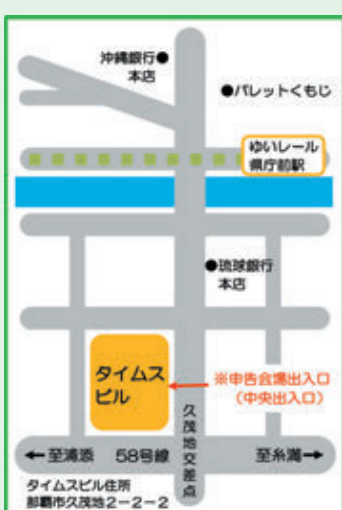 沖縄銀行●
本店
●パレットくもじ
ゆいレール
県庁前駅
●琉球銀行
本店
タイムス
ビル
※申告会場出入口
（中央出入口）
久茂地交差点
←至浦添
58号線
至糸満→
タイムスビル住所
那覇市久茂地2－2－2